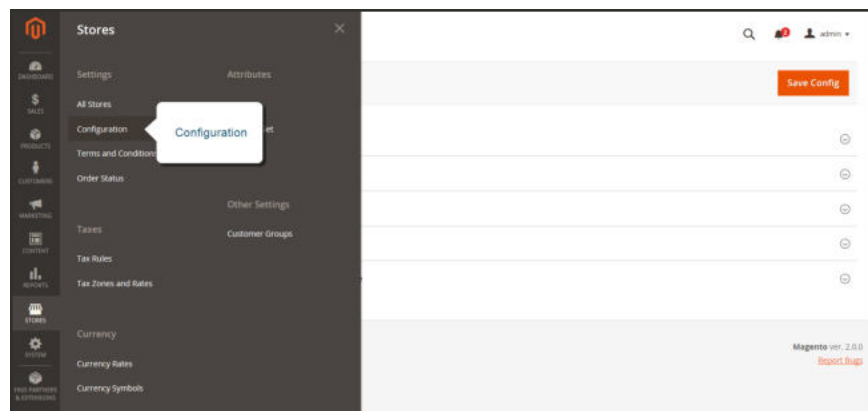 Stores
admin
2
DASHBOARD
Settings
Attributes
Save Config
SALES
All Stores
Configuration
Configuration
et
PRODUCTS
Terms and Conditions
CUSTOMERS
Order Status
MARKETING
Other Settings
CONTENT
Taxes
Customer Groups
Tax Rules
REPORTS
Tax Zones and Rates
STORES
SYSTEM
Currency
Magento ver. 2.0.0
Currency Rates
Report Bugs
FIND PARTNERS
& EXTENSIONS
Currency Symbols